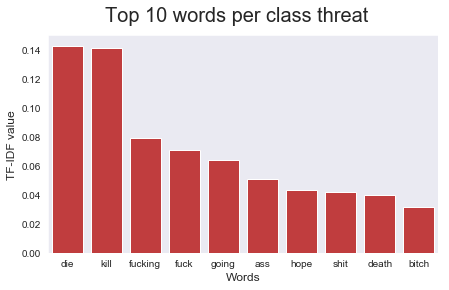 Top 10 words per class threat
0.14
0.12
0.10
0.08
0.06
0.04
0.02
0.00
TF-IDF value
die kill fucking fuck going ass hope shit death bitch
Words